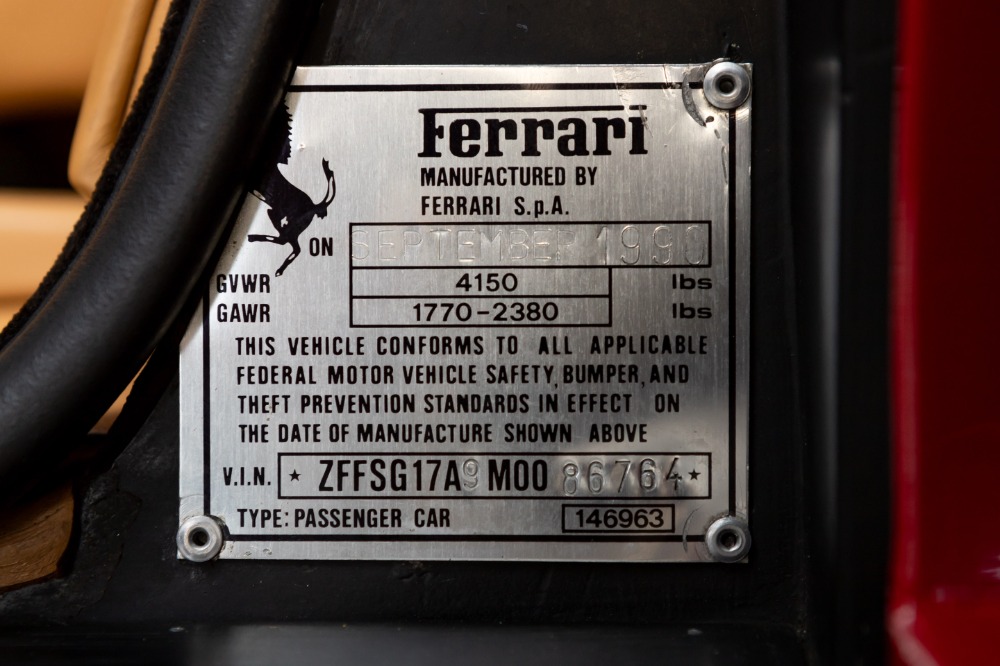 Ferrari
MANUFACTURED BY
FERRARI S.p.A.
ON SEPTEMBER 1990
GVWR 4150 lbs
GAWR 1770-2380 lbs
THIS VEHICLE CONFORMS TO ALL APPLICABLE
FEDERAL MOTOR VEHICLE SAFETY, BUMPER, AND
THEFT PREVENTION STANDARDS IN EFFECT ON
THE DATE OF MANUFACTURE SHOWN ABOVE
V.I.N. * ZFFSG17A9M0086764 *
TYPE: PASSENGER CAR 146963